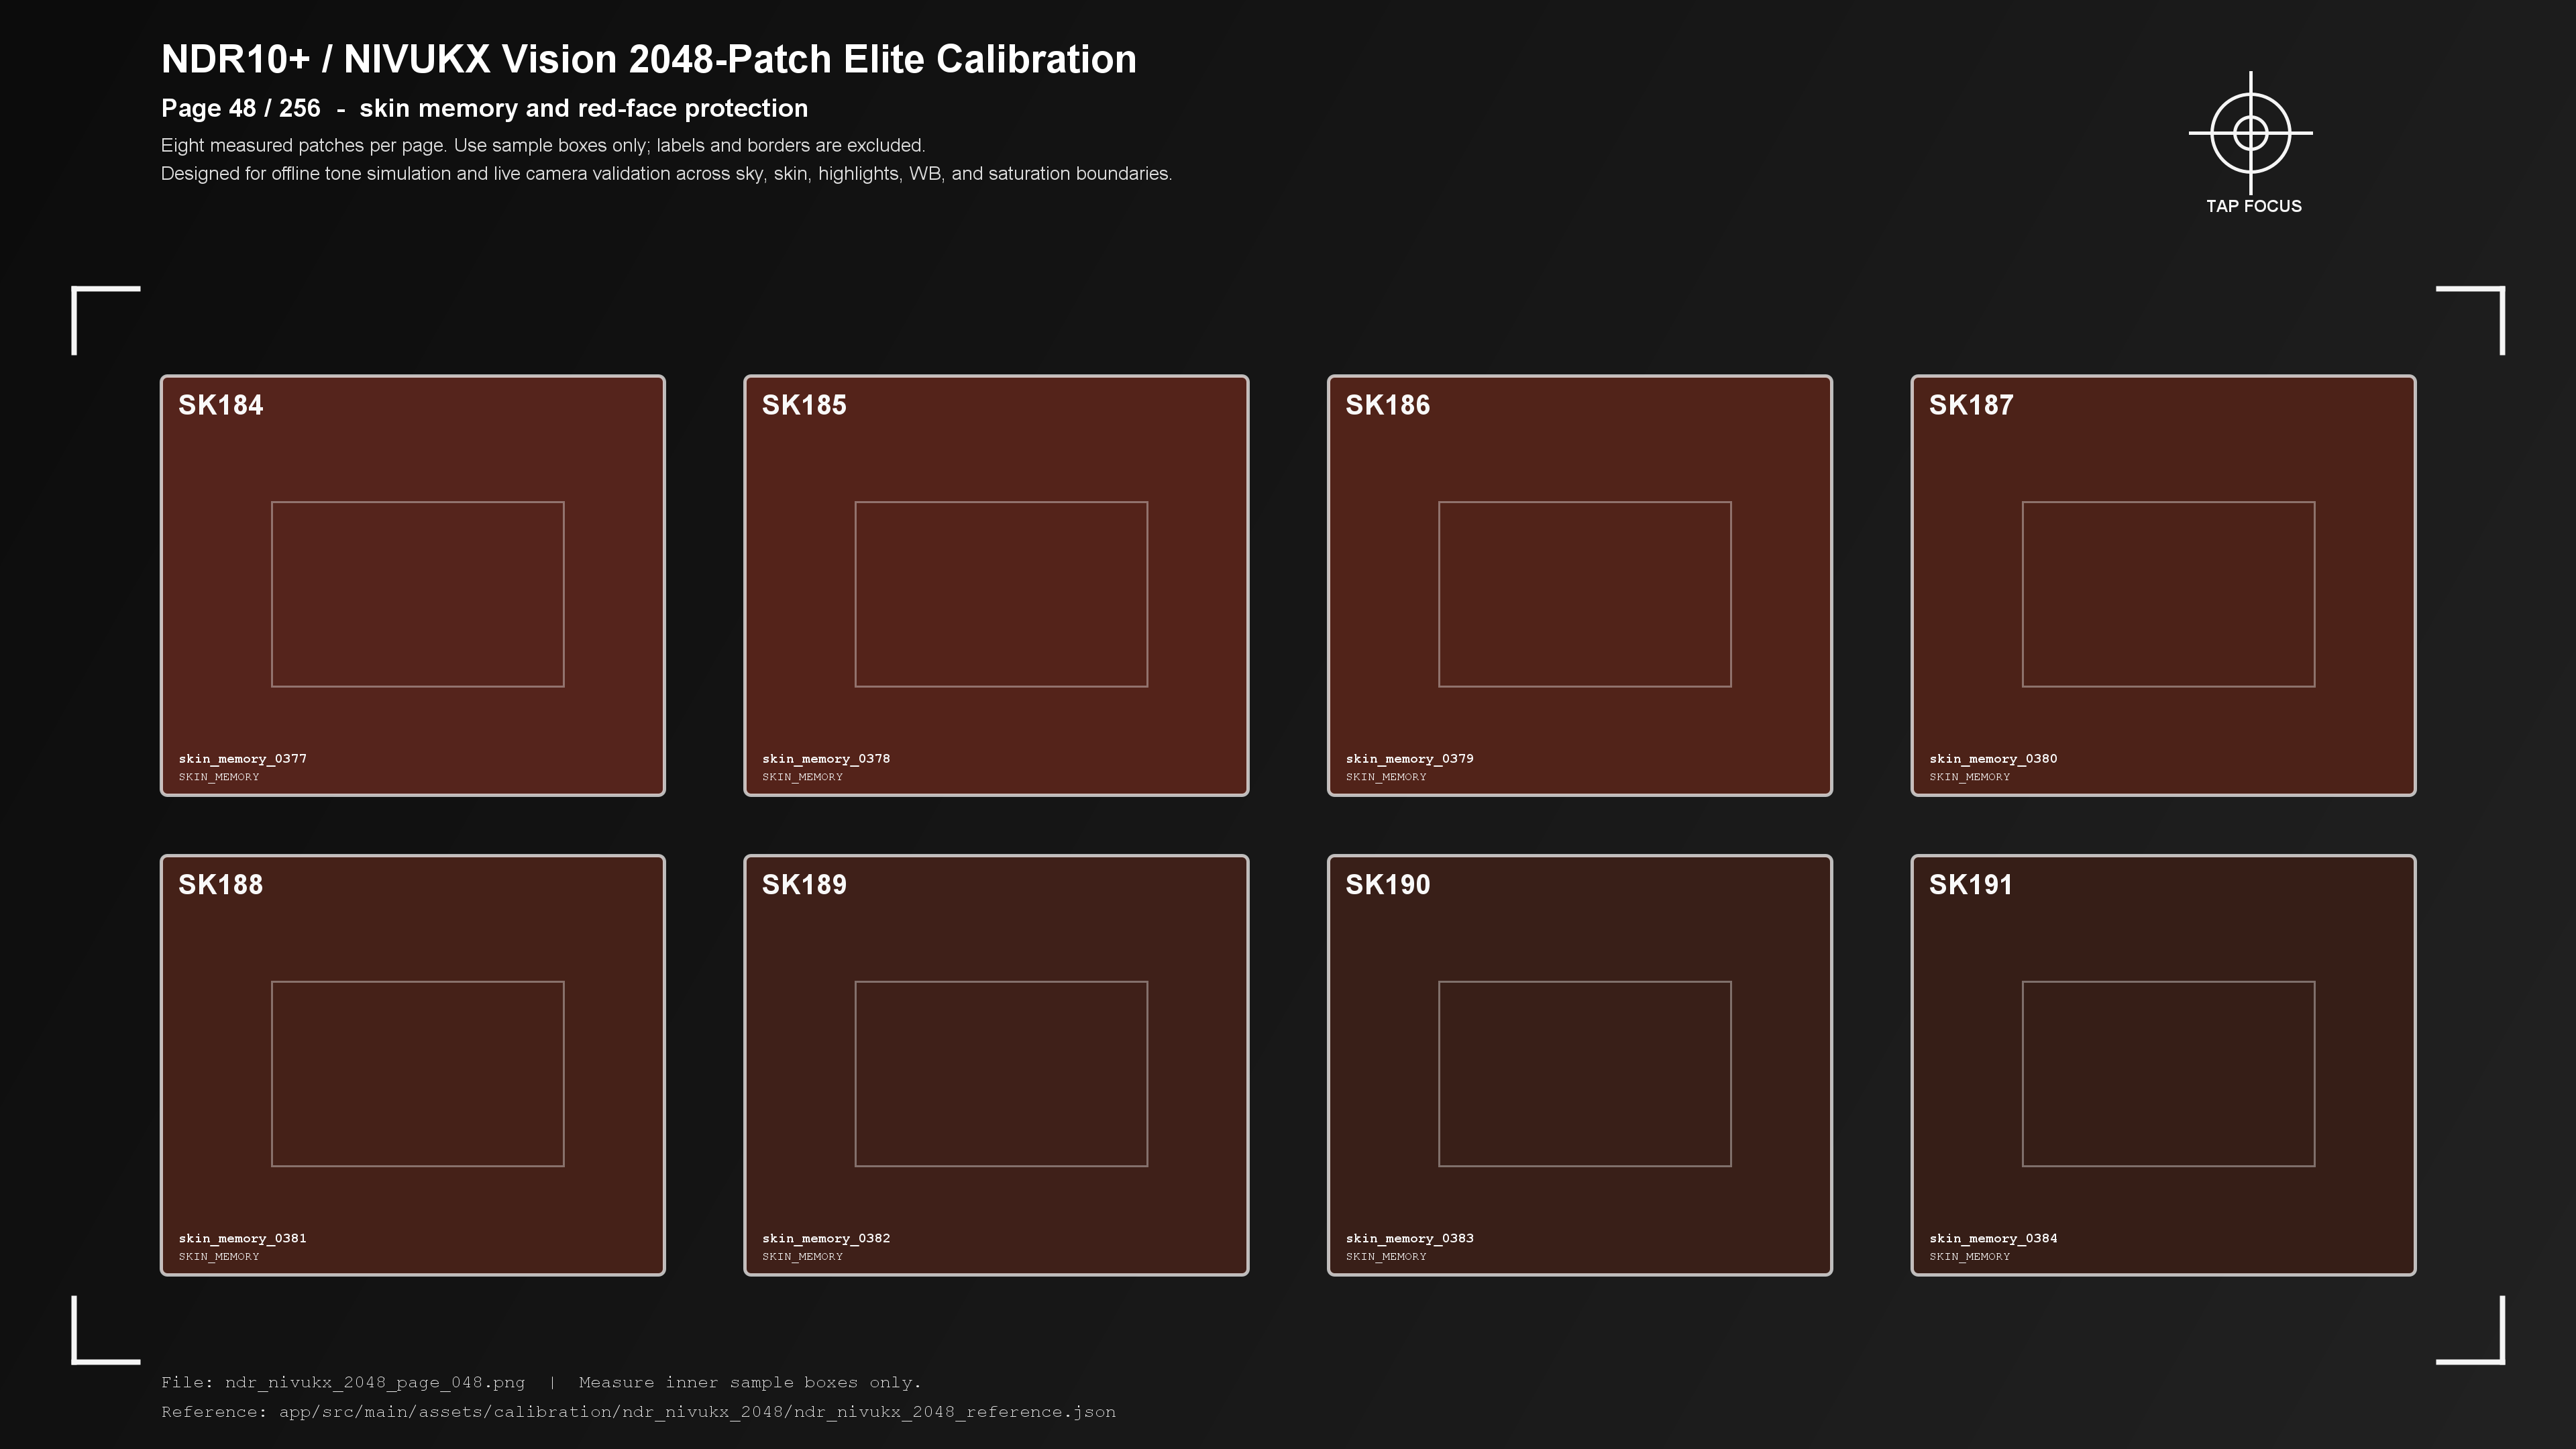 NDR10+ / NIVUKX Vision 2048-Patch Elite Calibration
Page 48 / 256 - skin memory and red-face protection
Eight measured patches per page. Use sample boxes only; labels and borders are excluded.
Designed for offline tone simulation and live camera validation across sky, skin, highlights, WB, and saturation boundaries.
TAP FOCUS
SK184
skin_memory_0377
SKIN_MEMORY
SK185
skin_memory_0378
SKIN_MEMORY
SK186
skin_memory_0379
SKIN_MEMORY
SK187
skin_memory_0380
SKIN_MEMORY
SK188
skin_memory_0381
SKIN_MEMORY
SK189
skin_memory_0382
SKIN_MEMORY
SK190
skin_memory_0383
SKIN_MEMORY
SK191
skin_memory_0384
SKIN_MEMORY
File: ndr_nivukx_2048_page_048.png | Measure inner sample boxes only.
Reference: app/src/main/assets/calibration/ndr_nivukx_2048/ndr_nivukx_2048_reference.json